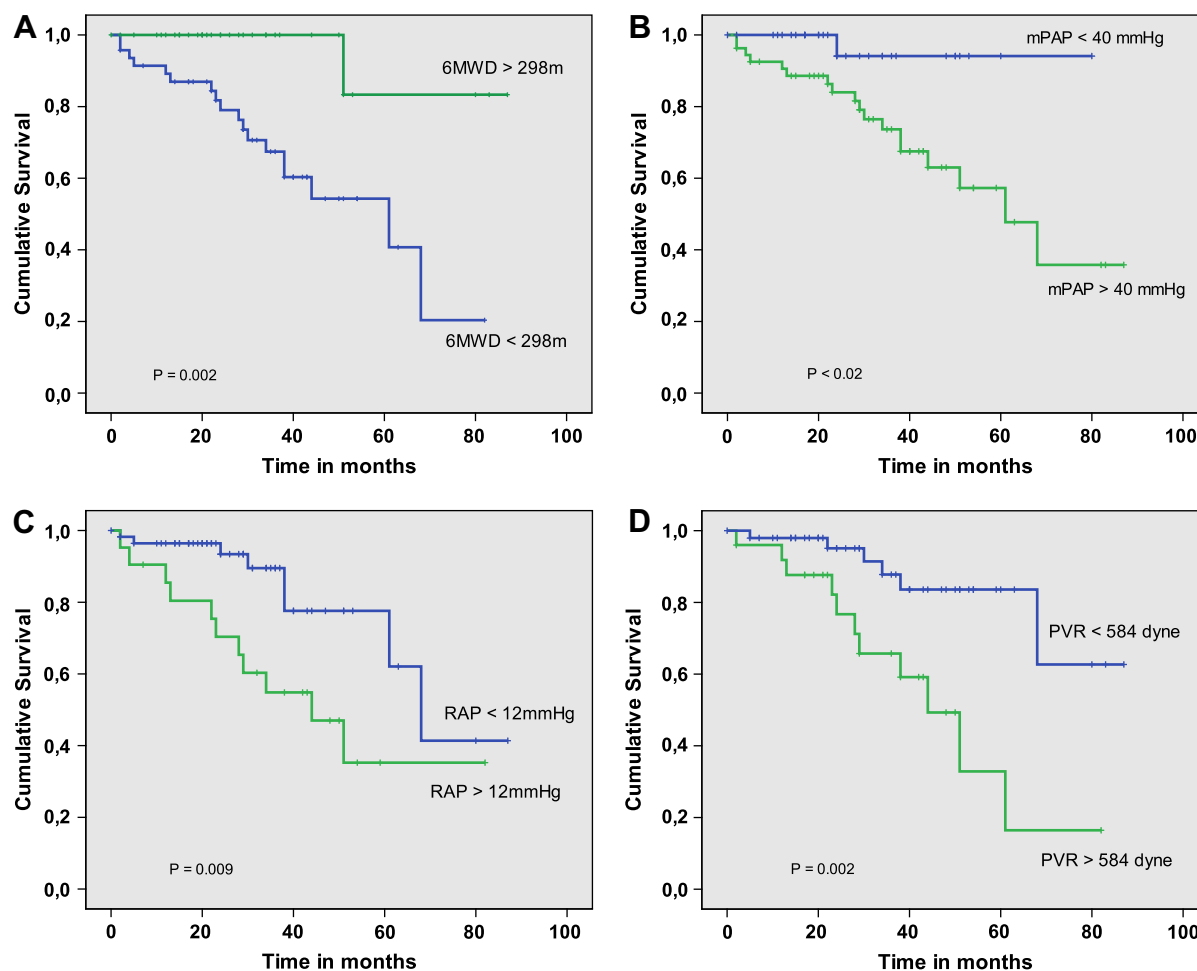 A
Cumulative Survival
1,0
0,8
0,6
0,4
0,2
0,0
6MWD > 298m
6MWD < 298m
P = 0.002
0 20 40 60 80 100
Time in months
B
Cumulative Survival
1,0
0,8
0,6
0,4
0,2
0,0
mPAP < 40 mmHg
mPAP > 40 mmHg
P < 0.02
0 20 40 60 80 100
Time in months
C
Cumulative Survival
1,0
0,8
0,6
0,4
0,2
0,0
RAP < 12mmHg
RAP > 12mmHg
P = 0.009
0 20 40 60 80 100
Time in months
D
Cumulative Survival
1,0
0,8
0,6
0,4
0,2
0,0
PVR < 584 dyne
PVR > 584 dyne
P = 0.002
0 20 40 60 80 100
Time in months